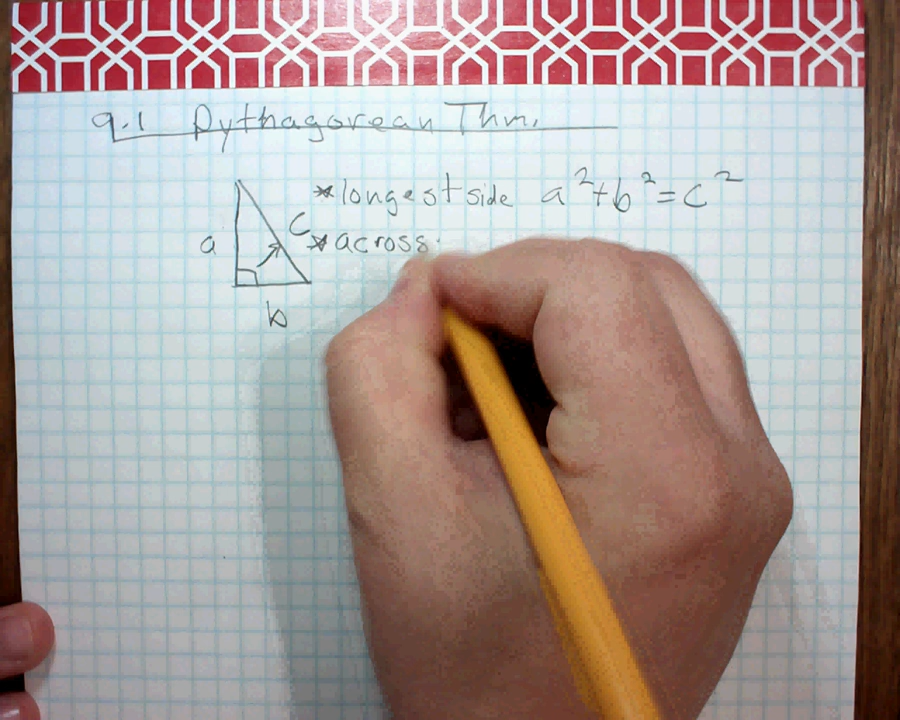 9.1 Pythagorean Thm.
*longest side a²+b²=c²
c
a
*across
b